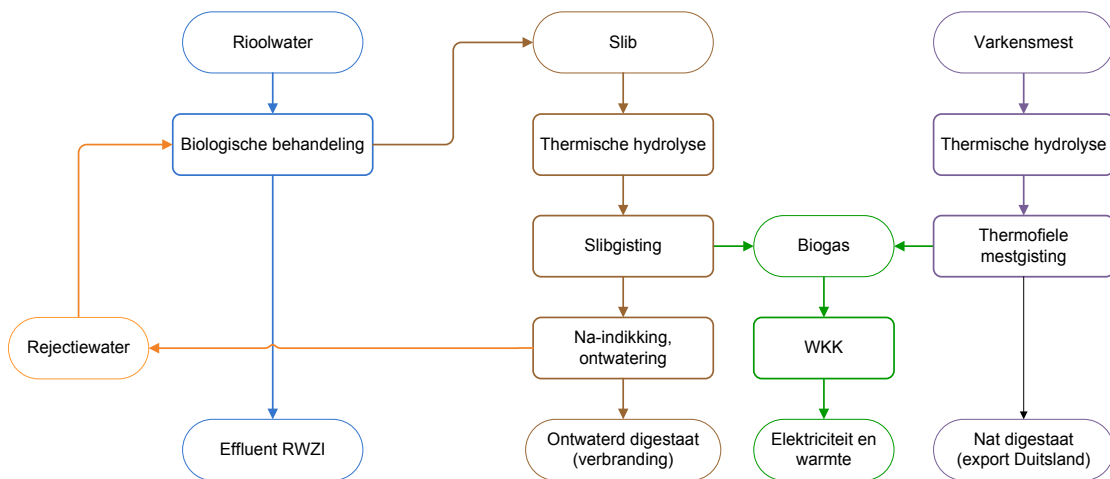 Rioolwater
Slib
Varkensmest
Biologische behandeling
Thermische hydrolyse
Thermische hydrolyse
Slibgisting
Biogas
Thermofiele
mestgisting
Rejectiewater
Na-indikking,
ontwatering
WKK
Effluent RWZI
Ontwaterd digestaat
(verbranding)
Elektriciteit en
warmte
Nat digestaat
(export Duitsland)